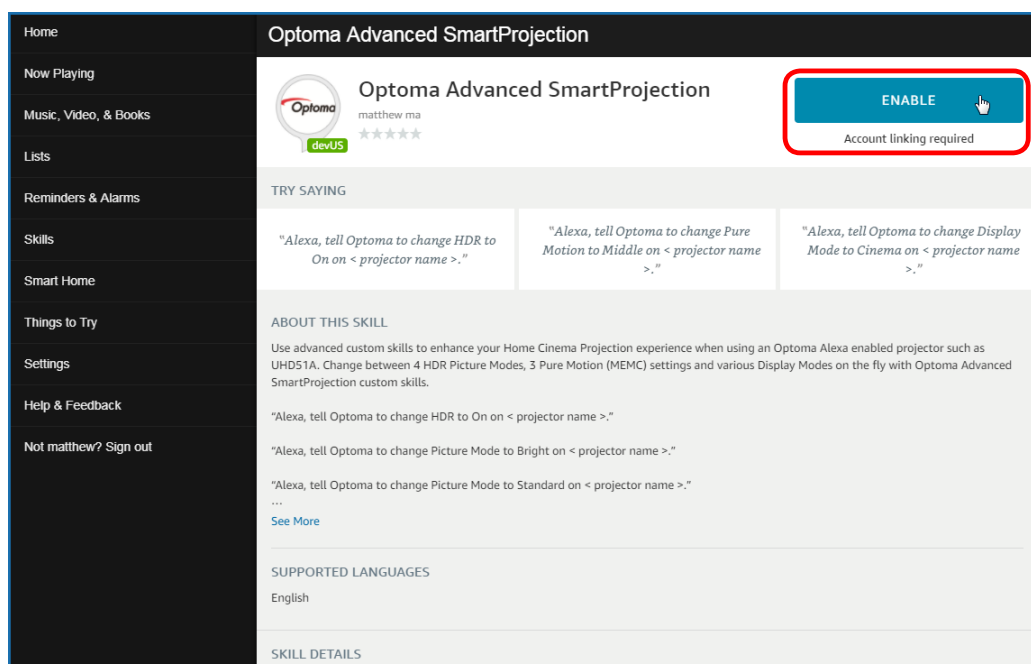 Home
Now Playing
Music, Video, & Books
Lists
Reminders & Alarms
Skills
Smart Home
Things to Try
Settings
Help & Feedback
Not matthew? Sign out
Optoma Advanced SmartProjection
Optoma
devUS
Optoma Advanced SmartProjection
matthew ma
ENABLE
Account linking required
TRY SAYING
"Alexa, tell Optoma to change HDR to
On on < projector name >."
"Alexa, tell Optoma to change Pure
Motion to Middle on < projector name
>."
"Alexa, tell Optoma to change Display
Mode to Cinema on < projector name
>."
ABOUT THIS SKILL
Use advanced custom skills to enhance your Home Cinema Projection experience when using an Optoma Alexa enabled projector such as
UHD51A. Change between 4 HDR Picture Modes, 3 Pure Motion (MEMC) settings and various Display Modes on the fly with Optoma Advanced
SmartProjection custom skills.
"Alexa, tell Optoma to change HDR to On on < projector name >."
"Alexa, tell Optoma to change Picture Mode to Bright on < projector name >."
"Alexa, tell Optoma to change Picture Mode to Standard on < projector name >."
...
See More
SUPPORTED LANGUAGES
English
SKILL DETAILS